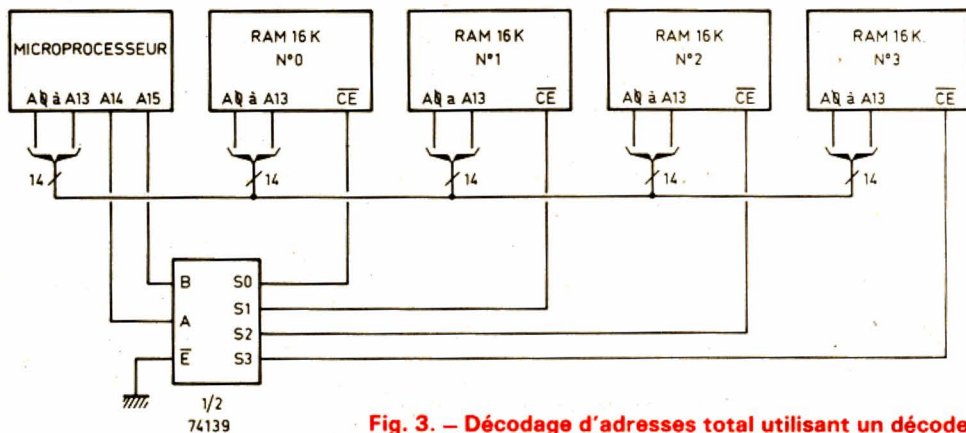 MICROPROCESSEUR
A0 à A13 A14 A15
RAM 16 K
N°0
A0 à A13 CE
RAM 16 K
N°1
A0 a A13 CE
RAM 16 K
N°2
A0 à A13 CE
RAM 16 K.
N°3
A0 à A13 CE
14
14
14
14
14
B S0
S1
A
S2
E S3
1/2
74139
Fig. 3. – Décodage d'adresses total utilisant un décode